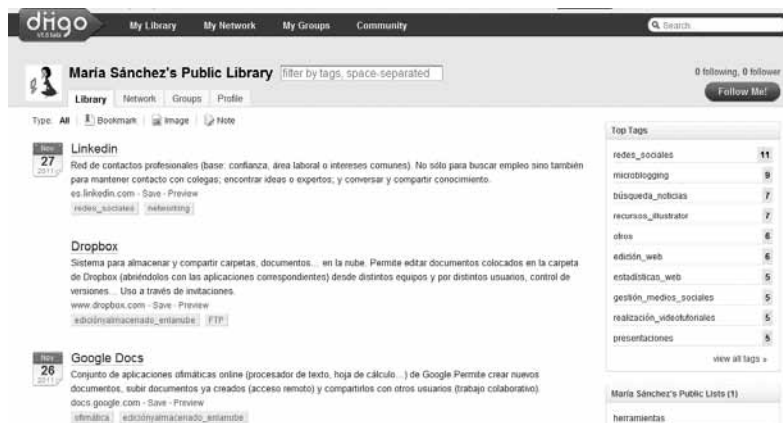 diigo
V5.0 beta
My Library My Network My Groups Community
Search
María Sánchez's Public Library filter by tags, space-separated
0 following, 0 follower
Follow Me!
Library Network Groups Profile
Type: All Bookmark Image Note
Nov
27
2011
Linkedin
Red de contactos profesionales (base: confianza, área laboral o intereses comunes). No sólo para buscar empleo sino también
para mantener contacto con colegas; encontrar ideas o expertos; y conversar y compartir conocimiento.
es.linkedin.com - Save - Preview
redes_sociales networking
Dropbox
Sistema para almacenar y compartir carpetas, documentos... en la nube. Permite editar documentos colocados en la carpeta
de Dropbox (abriéndolos con las aplicaciones correspondientes) desde distintos equipos y por distintos usuarios, control de
versiones... Uso a través de invitaciones.
www.dropbox.com - Save - Preview
ediciónyalmacenado_enlanube FTP
Nov
26
2011
Google Docs
Conjunto de aplicaciones ofimáticas online (procesador de texto, hoja de cálculo...) de Google Permite crear nuevos
documentos, subir documentos ya creados (acceso remoto) y compartirlos con otros usuarios (trabajo colaborativo).
docs.google.com - Save - Preview
ofimática ediciónyalmacenado_enlanube
Top Tags
redes_sociales 11
microblogging 9
búsqueda_noticias 7
recursos_illustrator 7
otros 6
edición_web 6
estadísticas_web 5
gestión_medios_sociales 5
realización_videotutoriales 5
presentaciones 5
view all tags »
María Sánchez's Public Lists (1)
herramientas